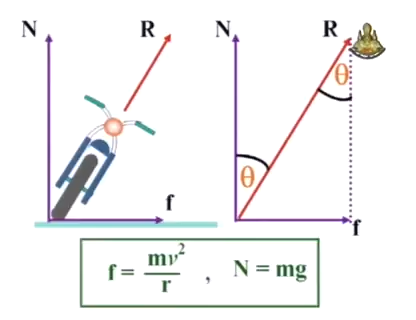 N R N R
θ
θ
f f
f = mv²/r , N = mg